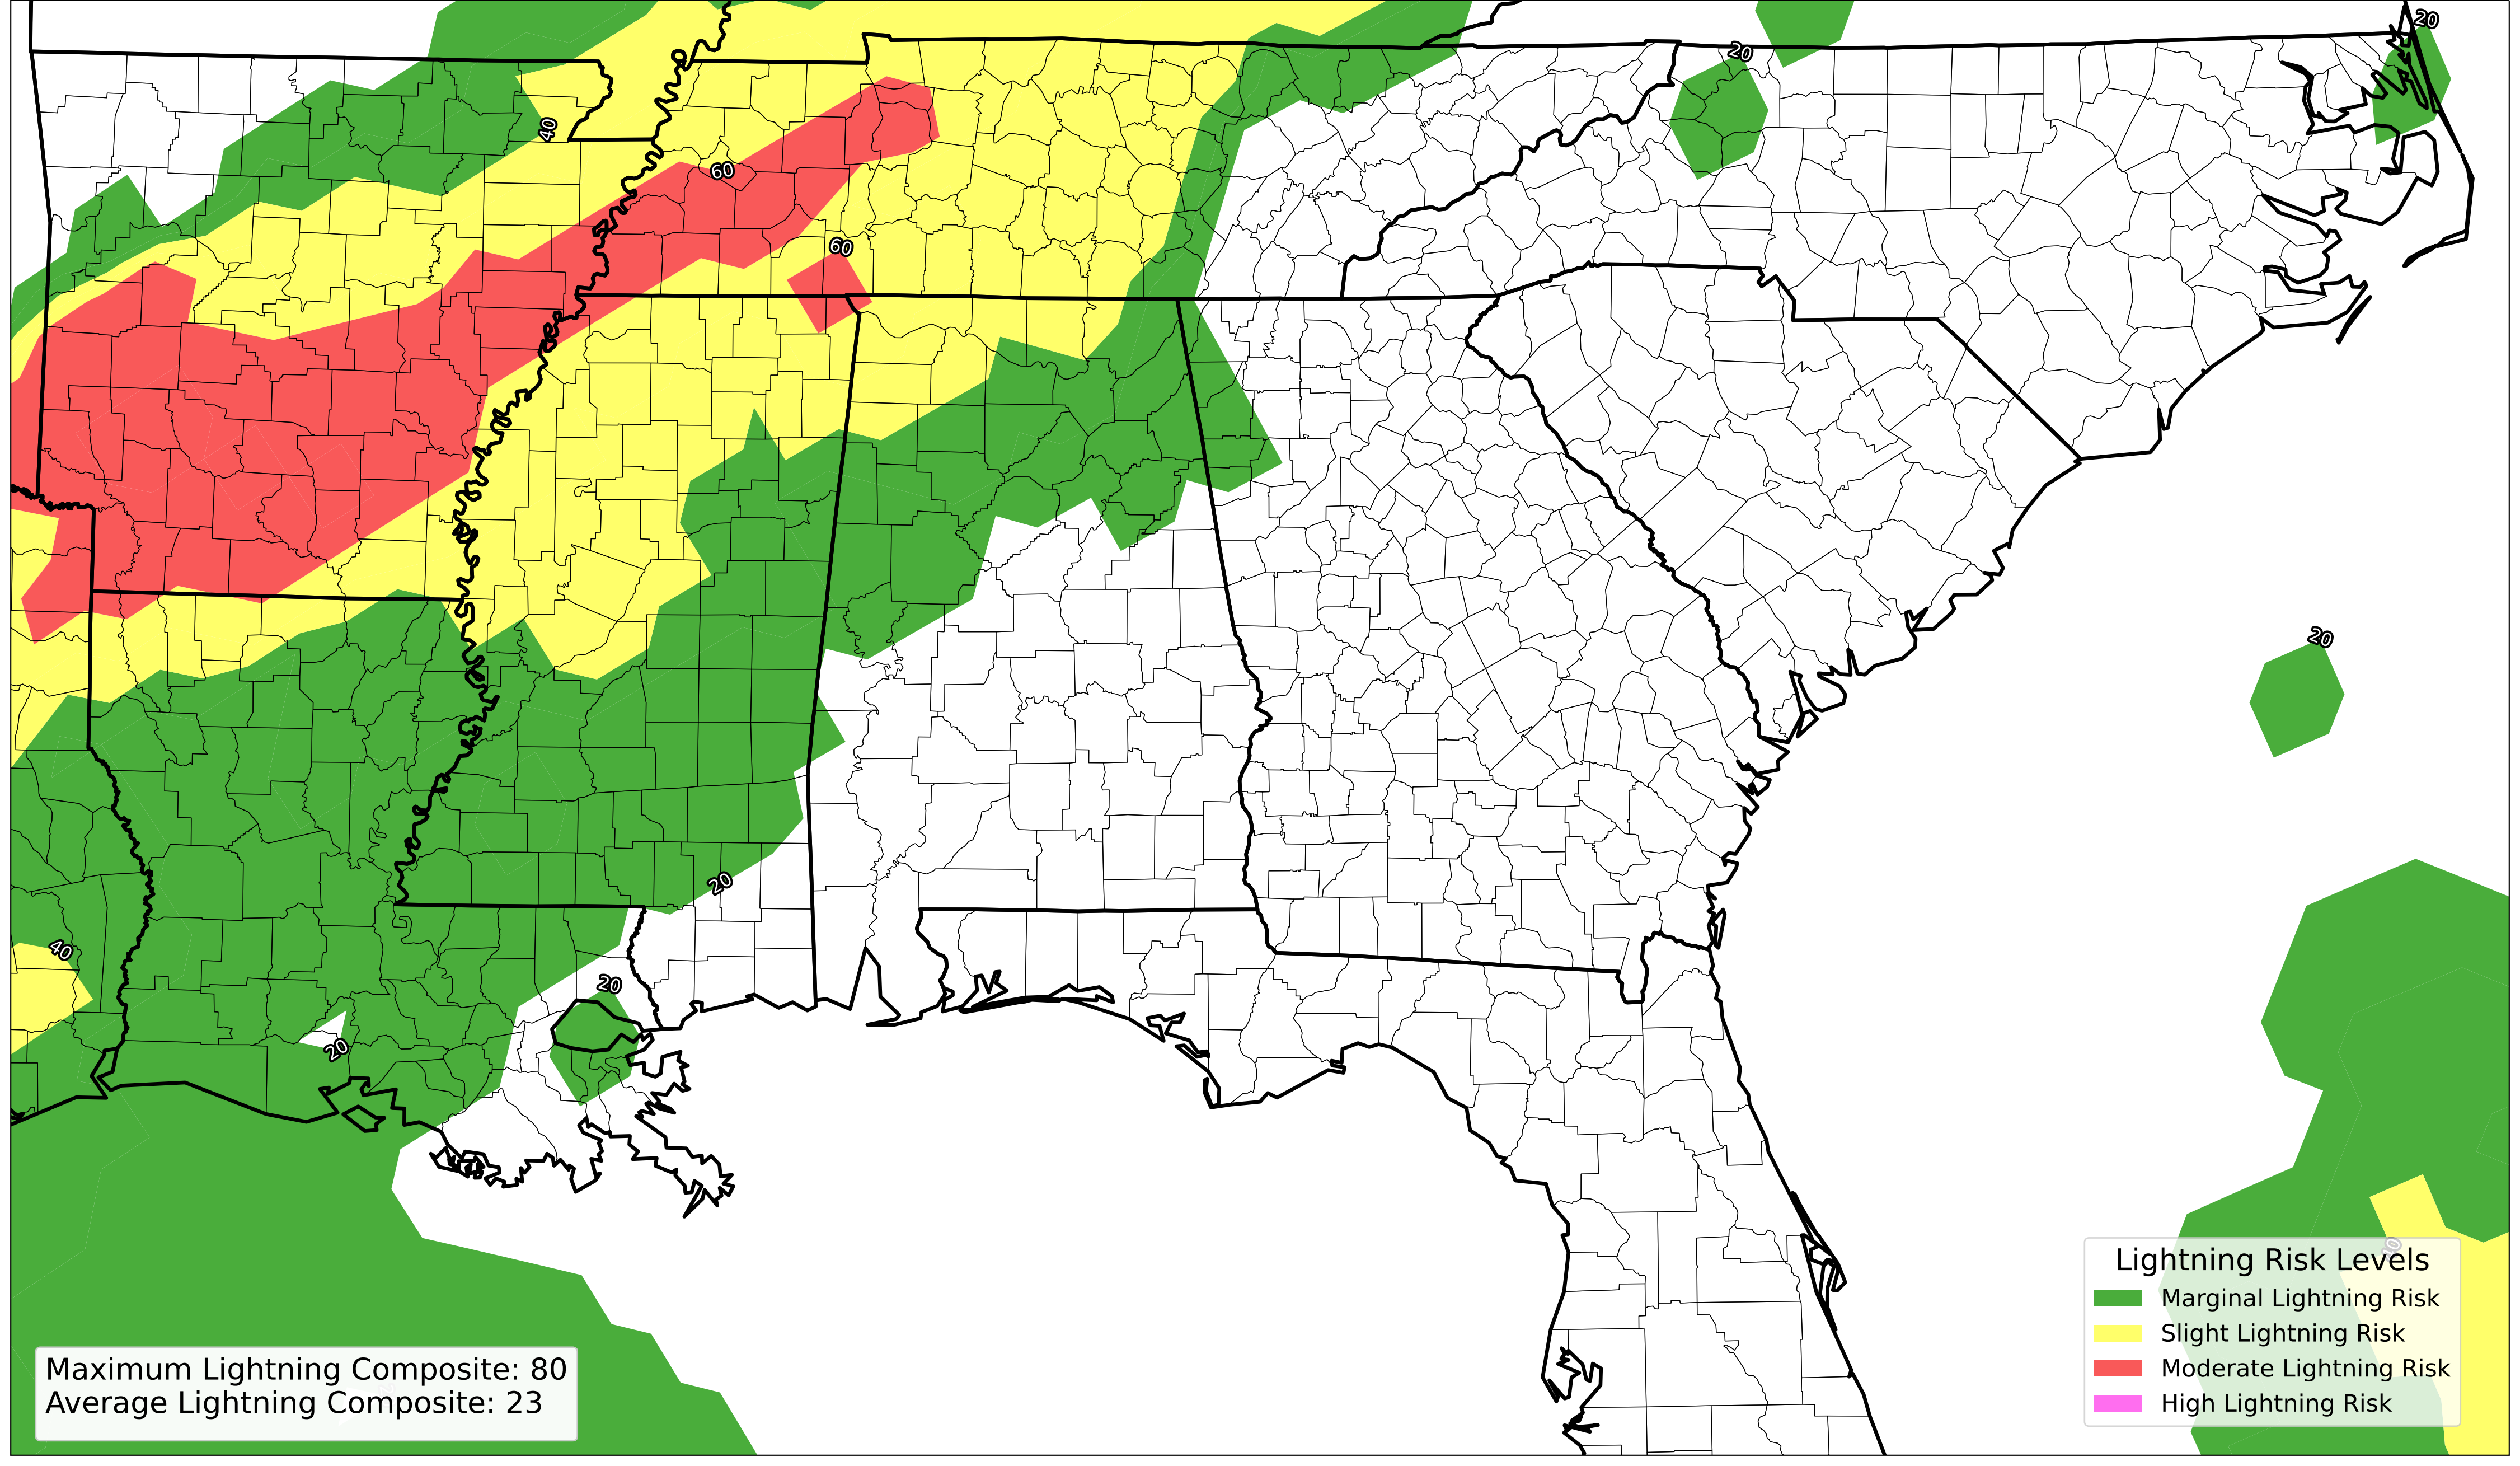 20
20
40
60
60
20
20
40
20
20
Lightning Risk Levels
Marginal Lightning Risk
Slight Lightning Risk
Moderate Lightning Risk
High Lightning Risk
Maximum Lightning Composite: 80
Average Lightning Composite: 23